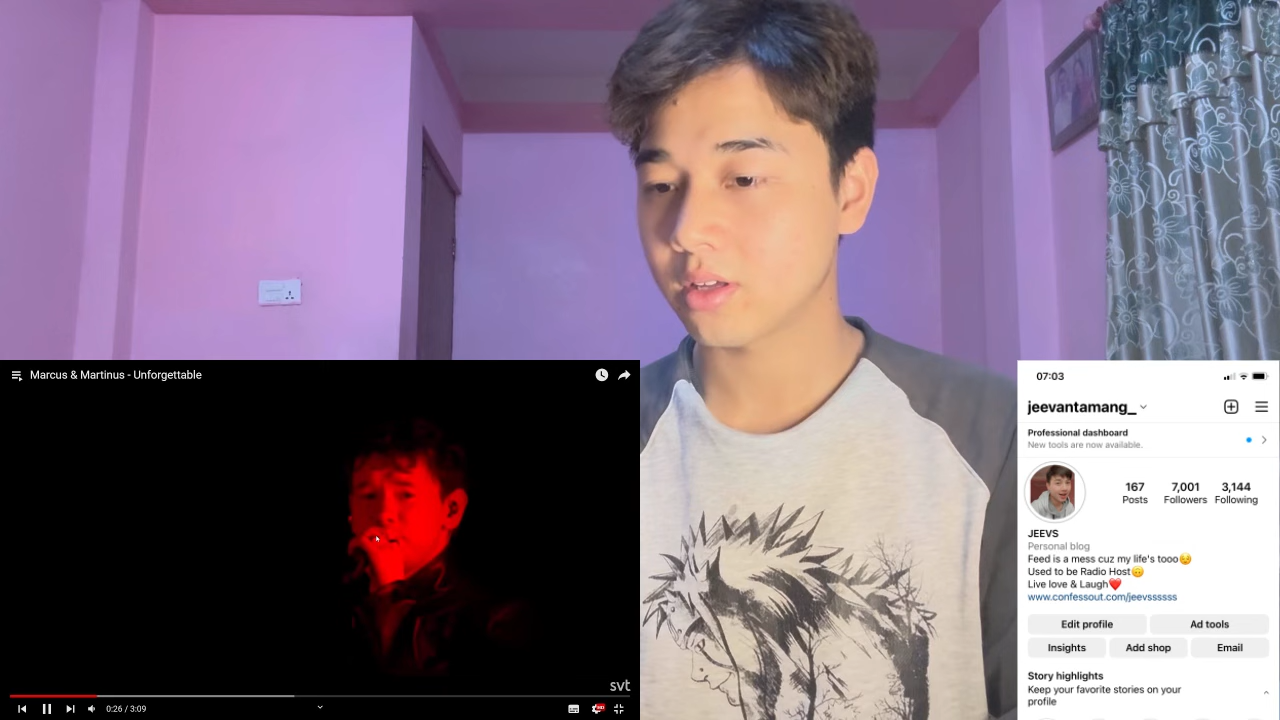 Marcus & Martinus - Unforgettable
svt
0:26 / 3:09
HD
07:03
jeevantamang_
Professional dashboard
New tools are now available.
167 7,001 3,144
Posts Followers Following
JEEVS
Personal blog
Feed is a mess cuz my life's tooo😔
Used to be Radio Host🙃
Live love & Laugh❤️
www.confessout.com/jeevssssss
Edit profile Ad tools
Insights Add shop Email
Story highlights
Keep your favorite stories on your
profile